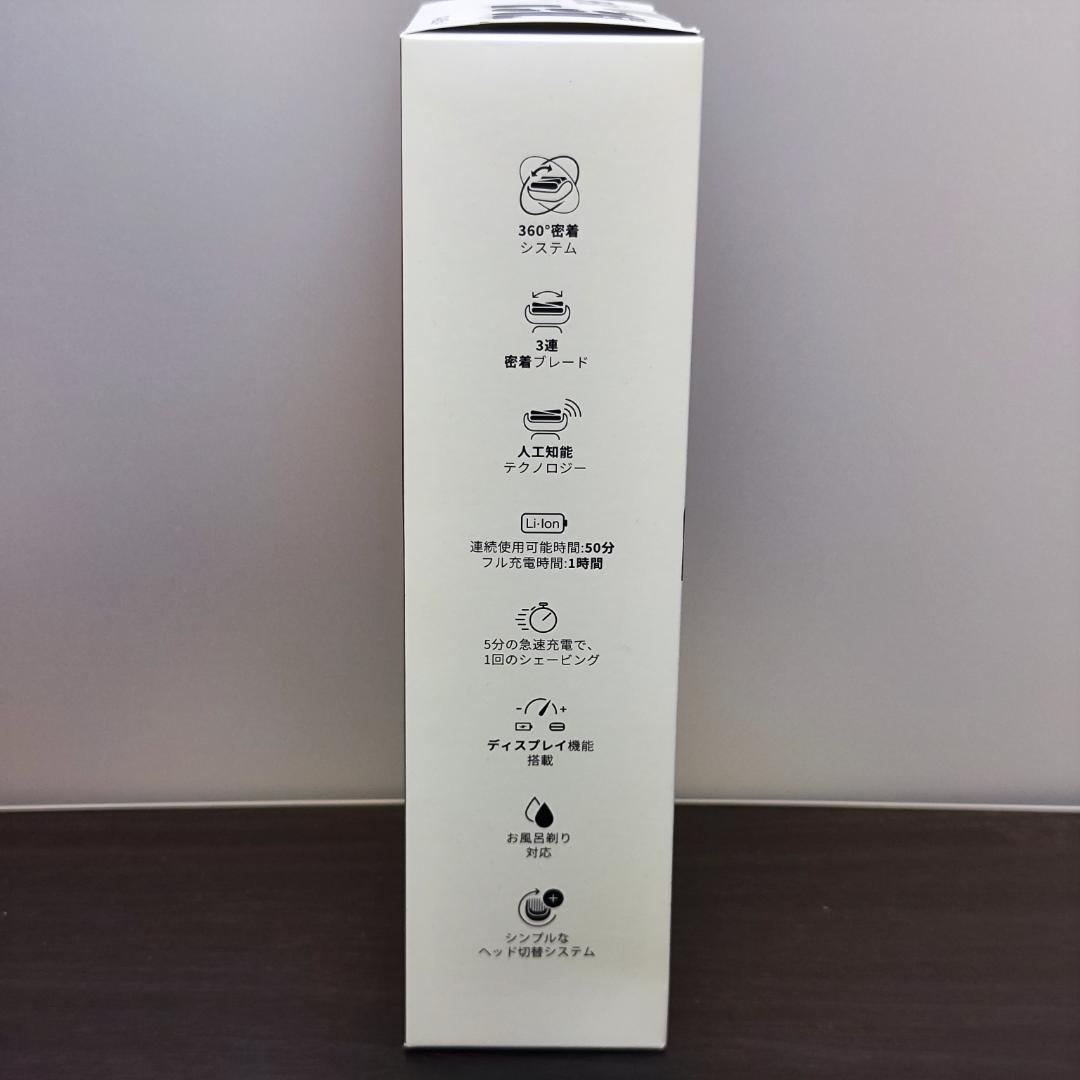 360°密着
システム
3連
密着ブレード
人工知能
テクノロジー
Li-Ion
連続使用可能時間:50分
フル充電時間:1時間
5分の急速充電で、
1回のシェービング
- +
ディスプレイ機能
搭載
お風呂剃り
対応
+
シンプルな
ヘッド切替システム